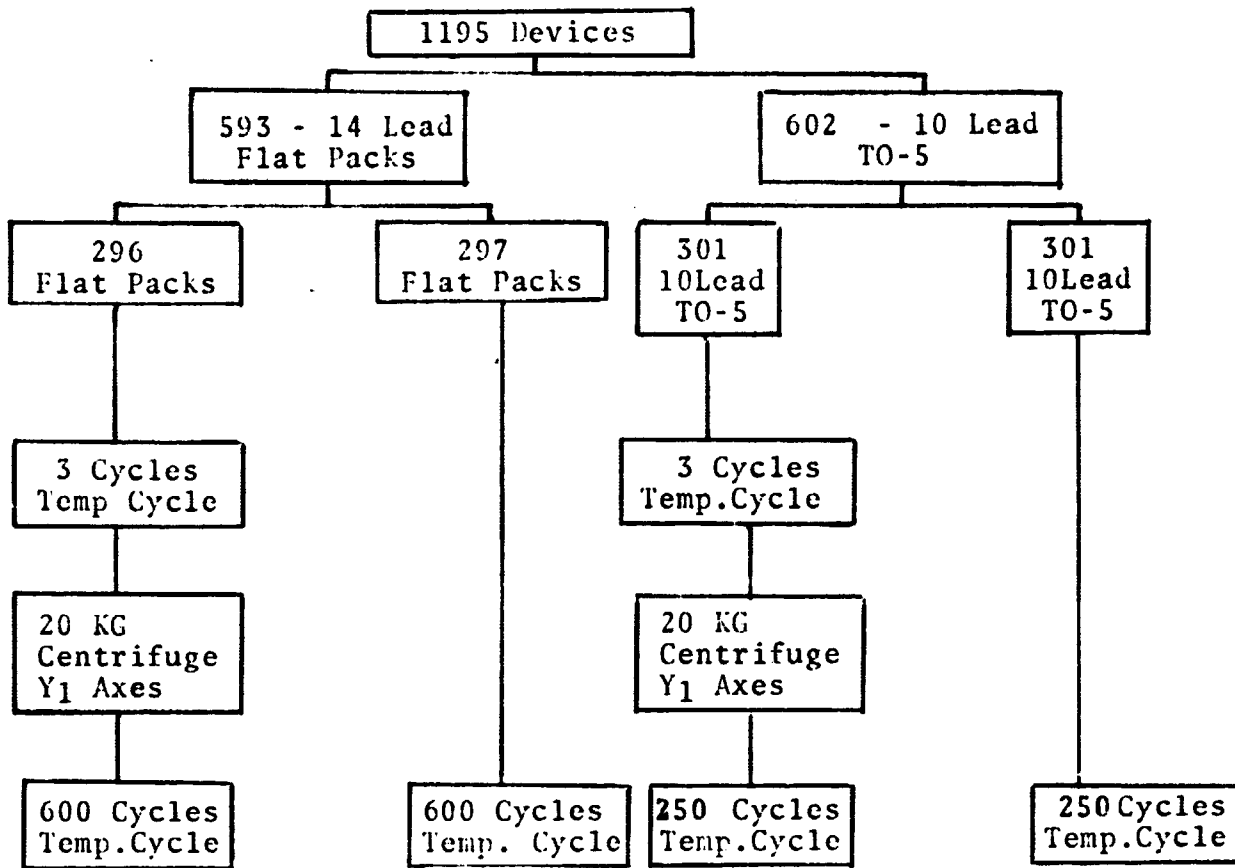 1195 Devices
593 - 14 Lead
Flat Packs
602 - 10 Lead
TO-5
296
Flat Packs
297
Flat Packs
301
10Lead
TO-5
301
10Lead
TO-5
3 Cycles
Temp Cycle
3 Cycles
Temp.Cycle
20 KG
Centrifuge
Y1 Axes
20 KG
Centrifuge
Y1 Axes
600 Cycles
Temp.Cycle
600 Cycles
Temp. Cycle
250 Cycles
Temp.Cycle
250 Cycles
Temp.Cycle